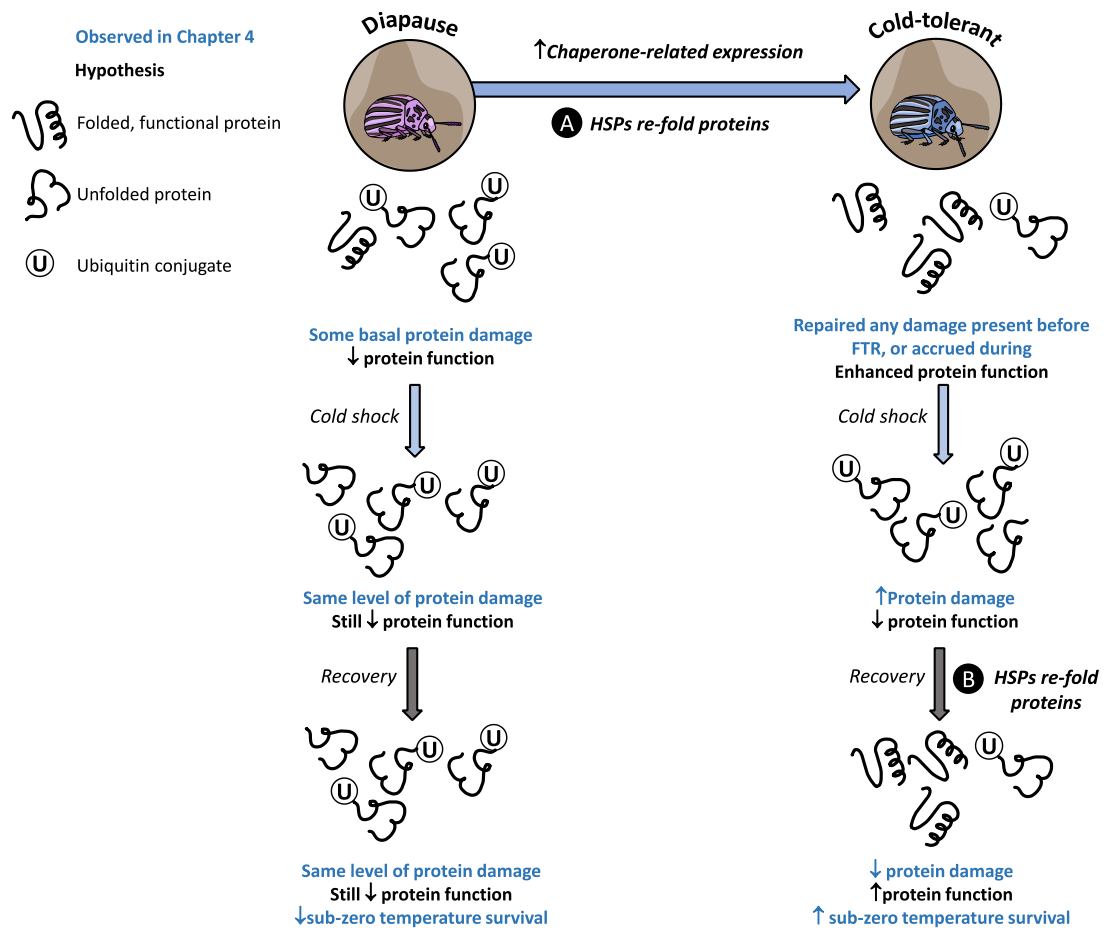 Observed in Chapter 4
Hypothesis
Folded, functional protein
Unfolded protein
U
Ubiquitin conjugate
Diapause
↑Chaperone-related expression
A
HSPs re-fold proteins
Cold-tolerant
U
U
U
Some basal protein damage
↓ protein function
Cold shock
U
U
U
Same level of protein damage
Still ↓ protein function
Recovery
U
U
U
Same level of protein damage
Still ↓ protein function
↓sub-zero temperature survival
U
Repaired any damage present before
FTR, or accrued during
Enhanced protein function
Cold shock
U
U
U
↑Protein damage
↓ protein function
Recovery
B
HSPs re-fold
proteins
U
↓ protein damage
↑protein function
↑ sub-zero temperature survival